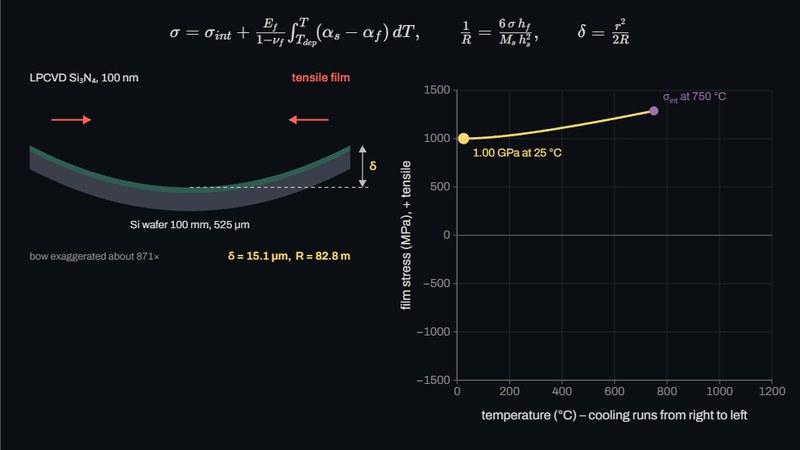 σ = σ_int + E_f/(1−ν_f) ∫_{T_dep}^{T} (α_s − α_f) dT,   1/R = 6 σ h_f / (M_s h_s²),   δ = r²/(2R)
LPCVD Si₃N₄, 100 nm
tensile film
δ
Si wafer 100 mm, 525 μm
bow exaggerated about 871×
δ = 15.1 μm, R = 82.8 m
film stress (MPa), + tensile
1500
1000
500
0
−500
−1000
−1500
σ_int at 750 °C
1.00 GPa at 25 °C
0 200 400 600 800 1000 1200
temperature (°C) – cooling runs from right to left